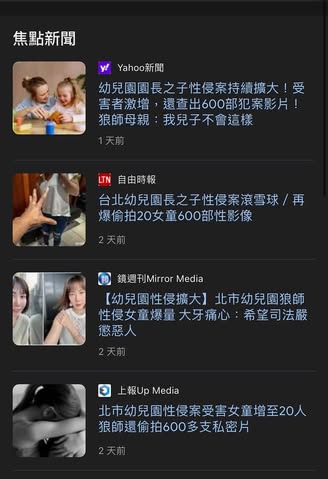 焦點新聞
Yahoo新聞
幼兒園園長之子性侵案持續擴大！受
害者激增，還查出600部犯案影片！
狼師母親：我兒子不會這樣
1 天前
LTN
自由時報
台北幼兒園長之子性侵案滾雪球 / 再
爆偷拍20女童600部性影像
2 天前
鏡週刊Mirror Media
【幼兒園性侵擴大】北市幼兒園狼師
性侵女童爆量 大牙痛心：希望司法嚴
懲惡人
2 天前
上報Up Media
北市幼兒園性侵案受害女童增至20人
狼師還偷拍600多支私密片
2 天前